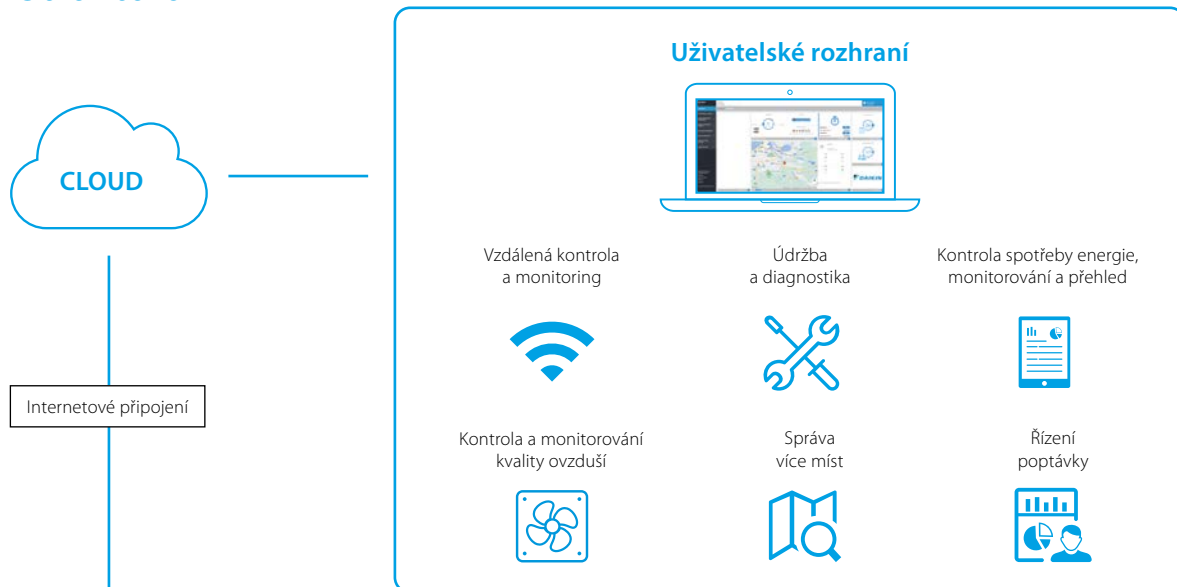 Uživatelské rozhraní
CLOUD
DAIKIN
Vzdálená kontrola
a monitoring
Údržba
a diagnostika
Kontrola spotřeby energie,
monitorování a přehled
Internetové připojení
Kontrola a monitorování
kvality ovzduší
Správa
více míst
Řízení
poptávky